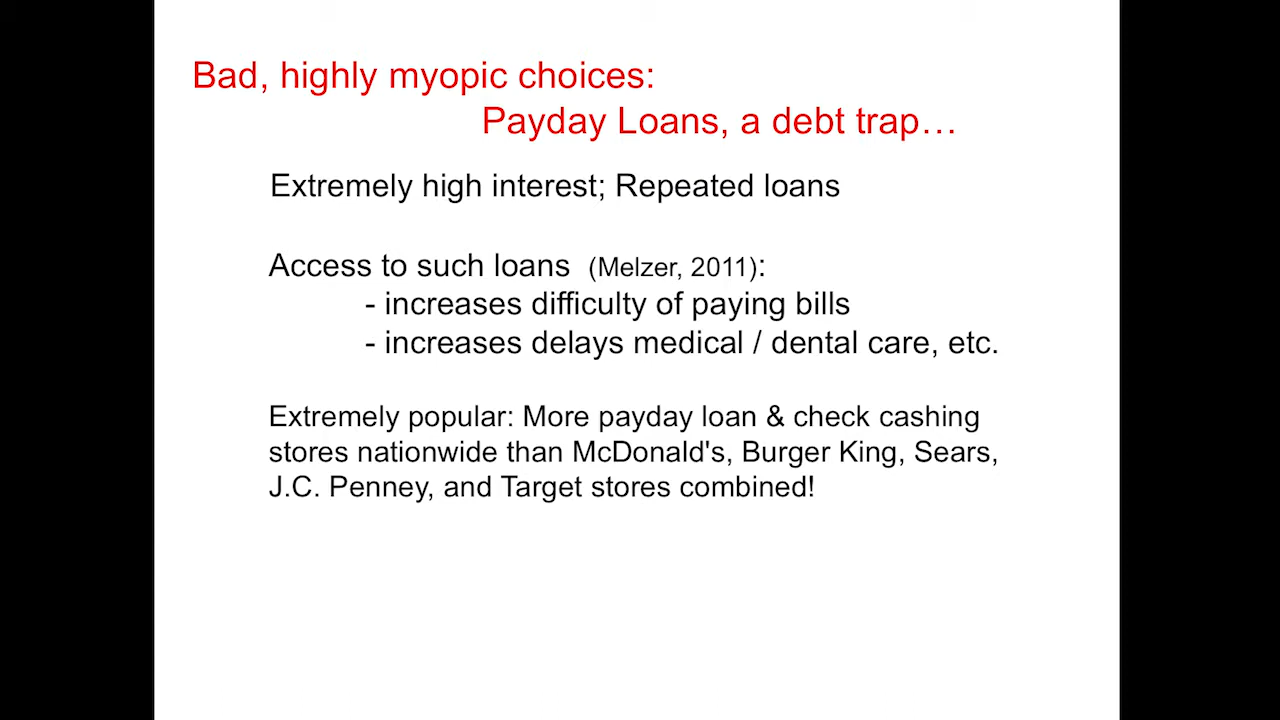 Bad, highly myopic choices:
Payday Loans, a debt trap…
Extremely high interest; Repeated loans
Access to such loans (Melzer, 2011):
- increases difficulty of paying bills
- increases delays medical / dental care, etc.
Extremely popular: More payday loan & check cashing
stores nationwide than McDonald's, Burger King, Sears,
J.C. Penney, and Target stores combined!